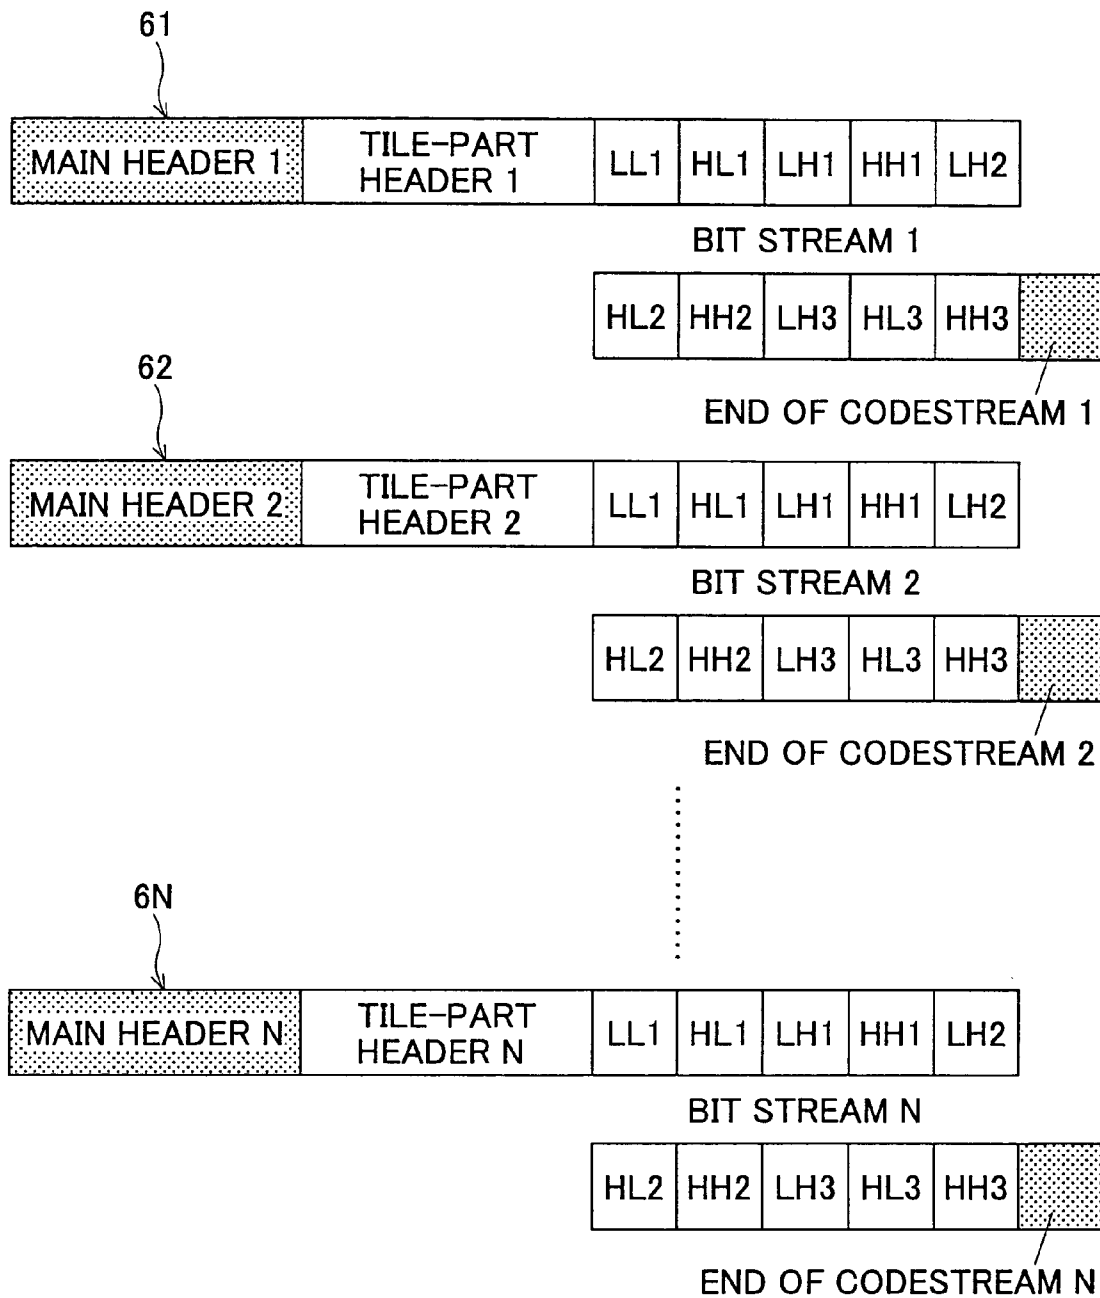 61
MAIN HEADER 1
TILE-PART
HEADER 1
LL1 HL1 LH1 HH1 LH2
BIT STREAM 1
HL2 HH2 LH3 HL3 HH3
END OF CODESTREAM 1
62
MAIN HEADER 2
TILE-PART
HEADER 2
LL1 HL1 LH1 HH1 LH2
BIT STREAM 2
HL2 HH2 LH3 HL3 HH3
END OF CODESTREAM 2
6N
MAIN HEADER N
TILE-PART
HEADER N
LL1 HL1 LH1 HH1 LH2
BIT STREAM N
HL2 HH2 LH3 HL3 HH3
END OF CODESTREAM N